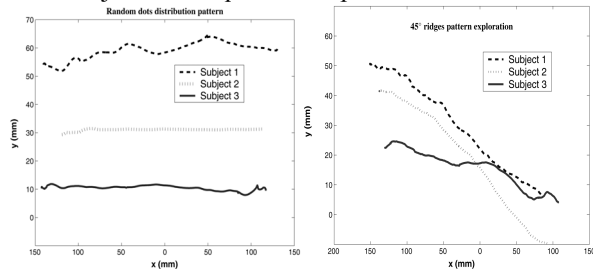 Random dots distribution pattern
70
60
50
40
30
20
10
0
y (mm)
Subject 1
Subject 2
Subject 3
150 100 50 0 50 100 150
x (mm)
45° ridges pattern exploration
60
50
40
30
20
10
0
y (mm)
Subject 1
Subject 2
Subject 3
200 150 100 50 0 50 100 150
x (mm)